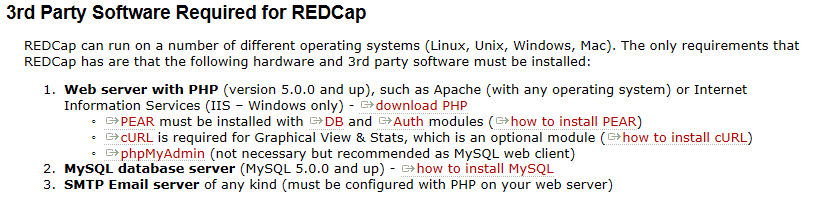 3rd Party Software Required for REDCap
REDCap can run on a number of different operating systems (Linux, Unix, Windows, Mac). The only requirements that
REDCap has are that the following hardware and 3rd party software must be installed:
1. Web server with PHP (version 5.0.0 and up), such as Apache (with any operating system) or Internet
Information Services (IIS – Windows only) - download PHP
◦ PEAR must be installed with DB and Auth modules (how to install PEAR)
◦ cURL is required for Graphical View & Stats, which is an optional module (how to install cURL)
◦ phpMyAdmin (not necessary but recommended as MySQL web client)
2. MySQL database server (MySQL 5.0.0 and up) - how to install MySQL
3. SMTP Email server of any kind (must be configured with PHP on your web server)